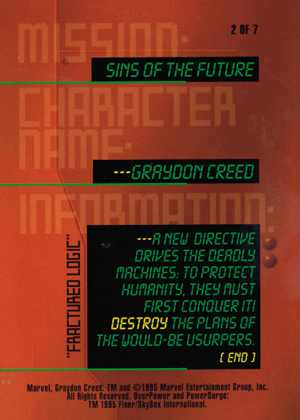 2 OF 7
MISSION:
SINS OF THE FUTURE
CHARACTER
NAME:
---GRAYDON CREED
INFORMATION:
"FRACTURED LOGIC"
---A NEW DIRECTIVE
DRIVES THE DEADLY
MACHINES: TO PROTECT
HUMANITY, THEY MUST
FIRST CONQUER IT!
DESTROY THE PLANS OF
THE WOULD-BE USURPERS.
( END )
Marvel, Graydon Creed: TM and ©1995 Marvel Entertainment Group, Inc.
All Rights Reserved. OverPower and PowerSurge:
TM 1995 Fleer/SkyBox International.